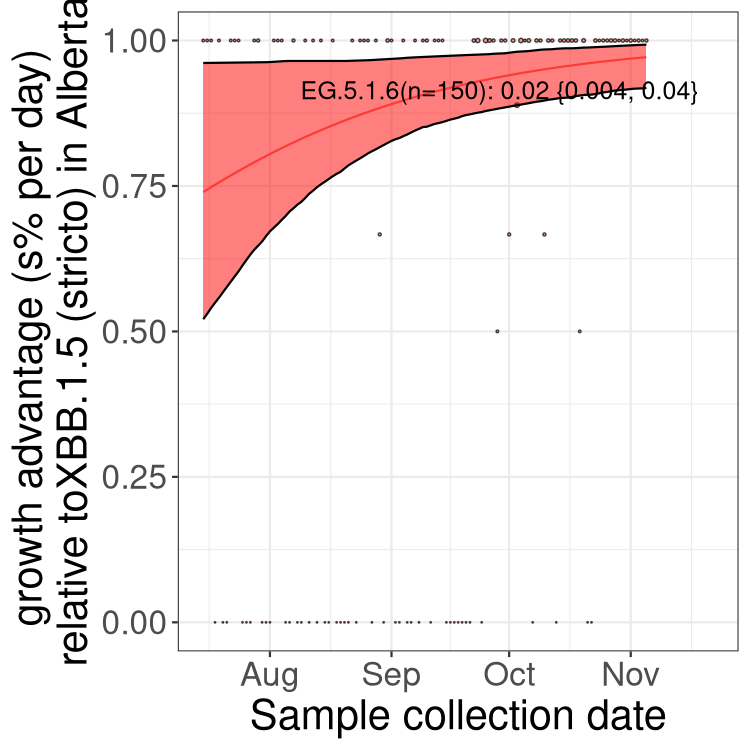 growth advantage (s% per day)
relative toXBB.1.5 (stricto) in Alberta
1.00
0.75
0.50
0.25
0.00
EG.5.1.6(n=150): 0.02 {0.004, 0.04}
Aug Sep Oct Nov
Sample collection date